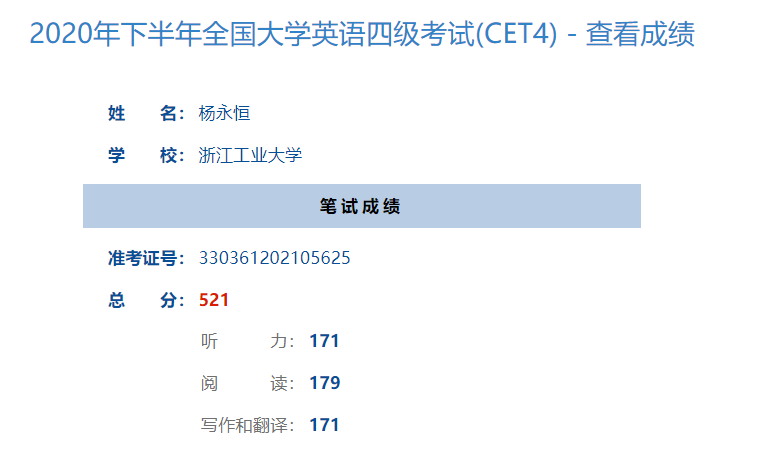 2020年下半年全国大学英语四级考试(CET4) - 查看成绩
姓 名： 杨永恒
学 校： 浙江工业大学
笔试成绩
准考证号： 330361202105625
总 分： 521
听 力： 171
阅 读： 179
写作和翻译： 171